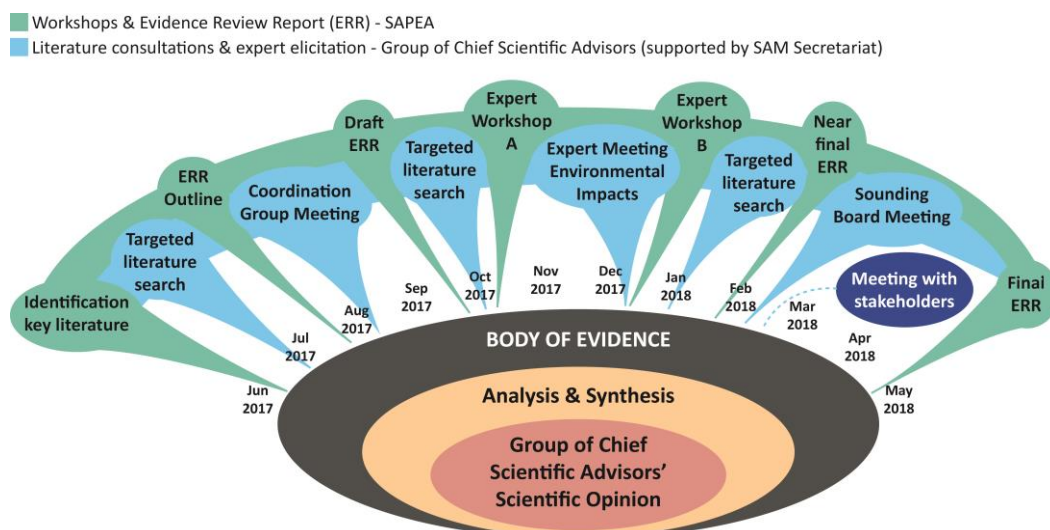 Workshops & Evidence Review Report (ERR) - SAPEA
Literature consultations & expert elicitation - Group of Chief Scientific Advisors (supported by SAM Secretariat)
Identification
key literature
Targeted
literature
search
ERR
Outline
Coordination
Group Meeting
Draft
ERR
Targeted
literature
search
Expert
Workshop
A
Expert Meeting
Environmental
Impacts
Expert
Workshop
B
Targeted
literature
search
Near
final
ERR
Sounding
Board Meeting
Meeting with
stakeholders
Final
ERR
Jun
2017
Jul
2017
Aug
2017
Sep
2017
Oct
2017
Nov
2017
Dec
2017
Jan
2018
Feb
2018
Mar
2018
Apr
2018
May
2018
BODY OF EVIDENCE
Analysis & Synthesis
Group of Chief
Scientific Advisors'
Scientific Opinion